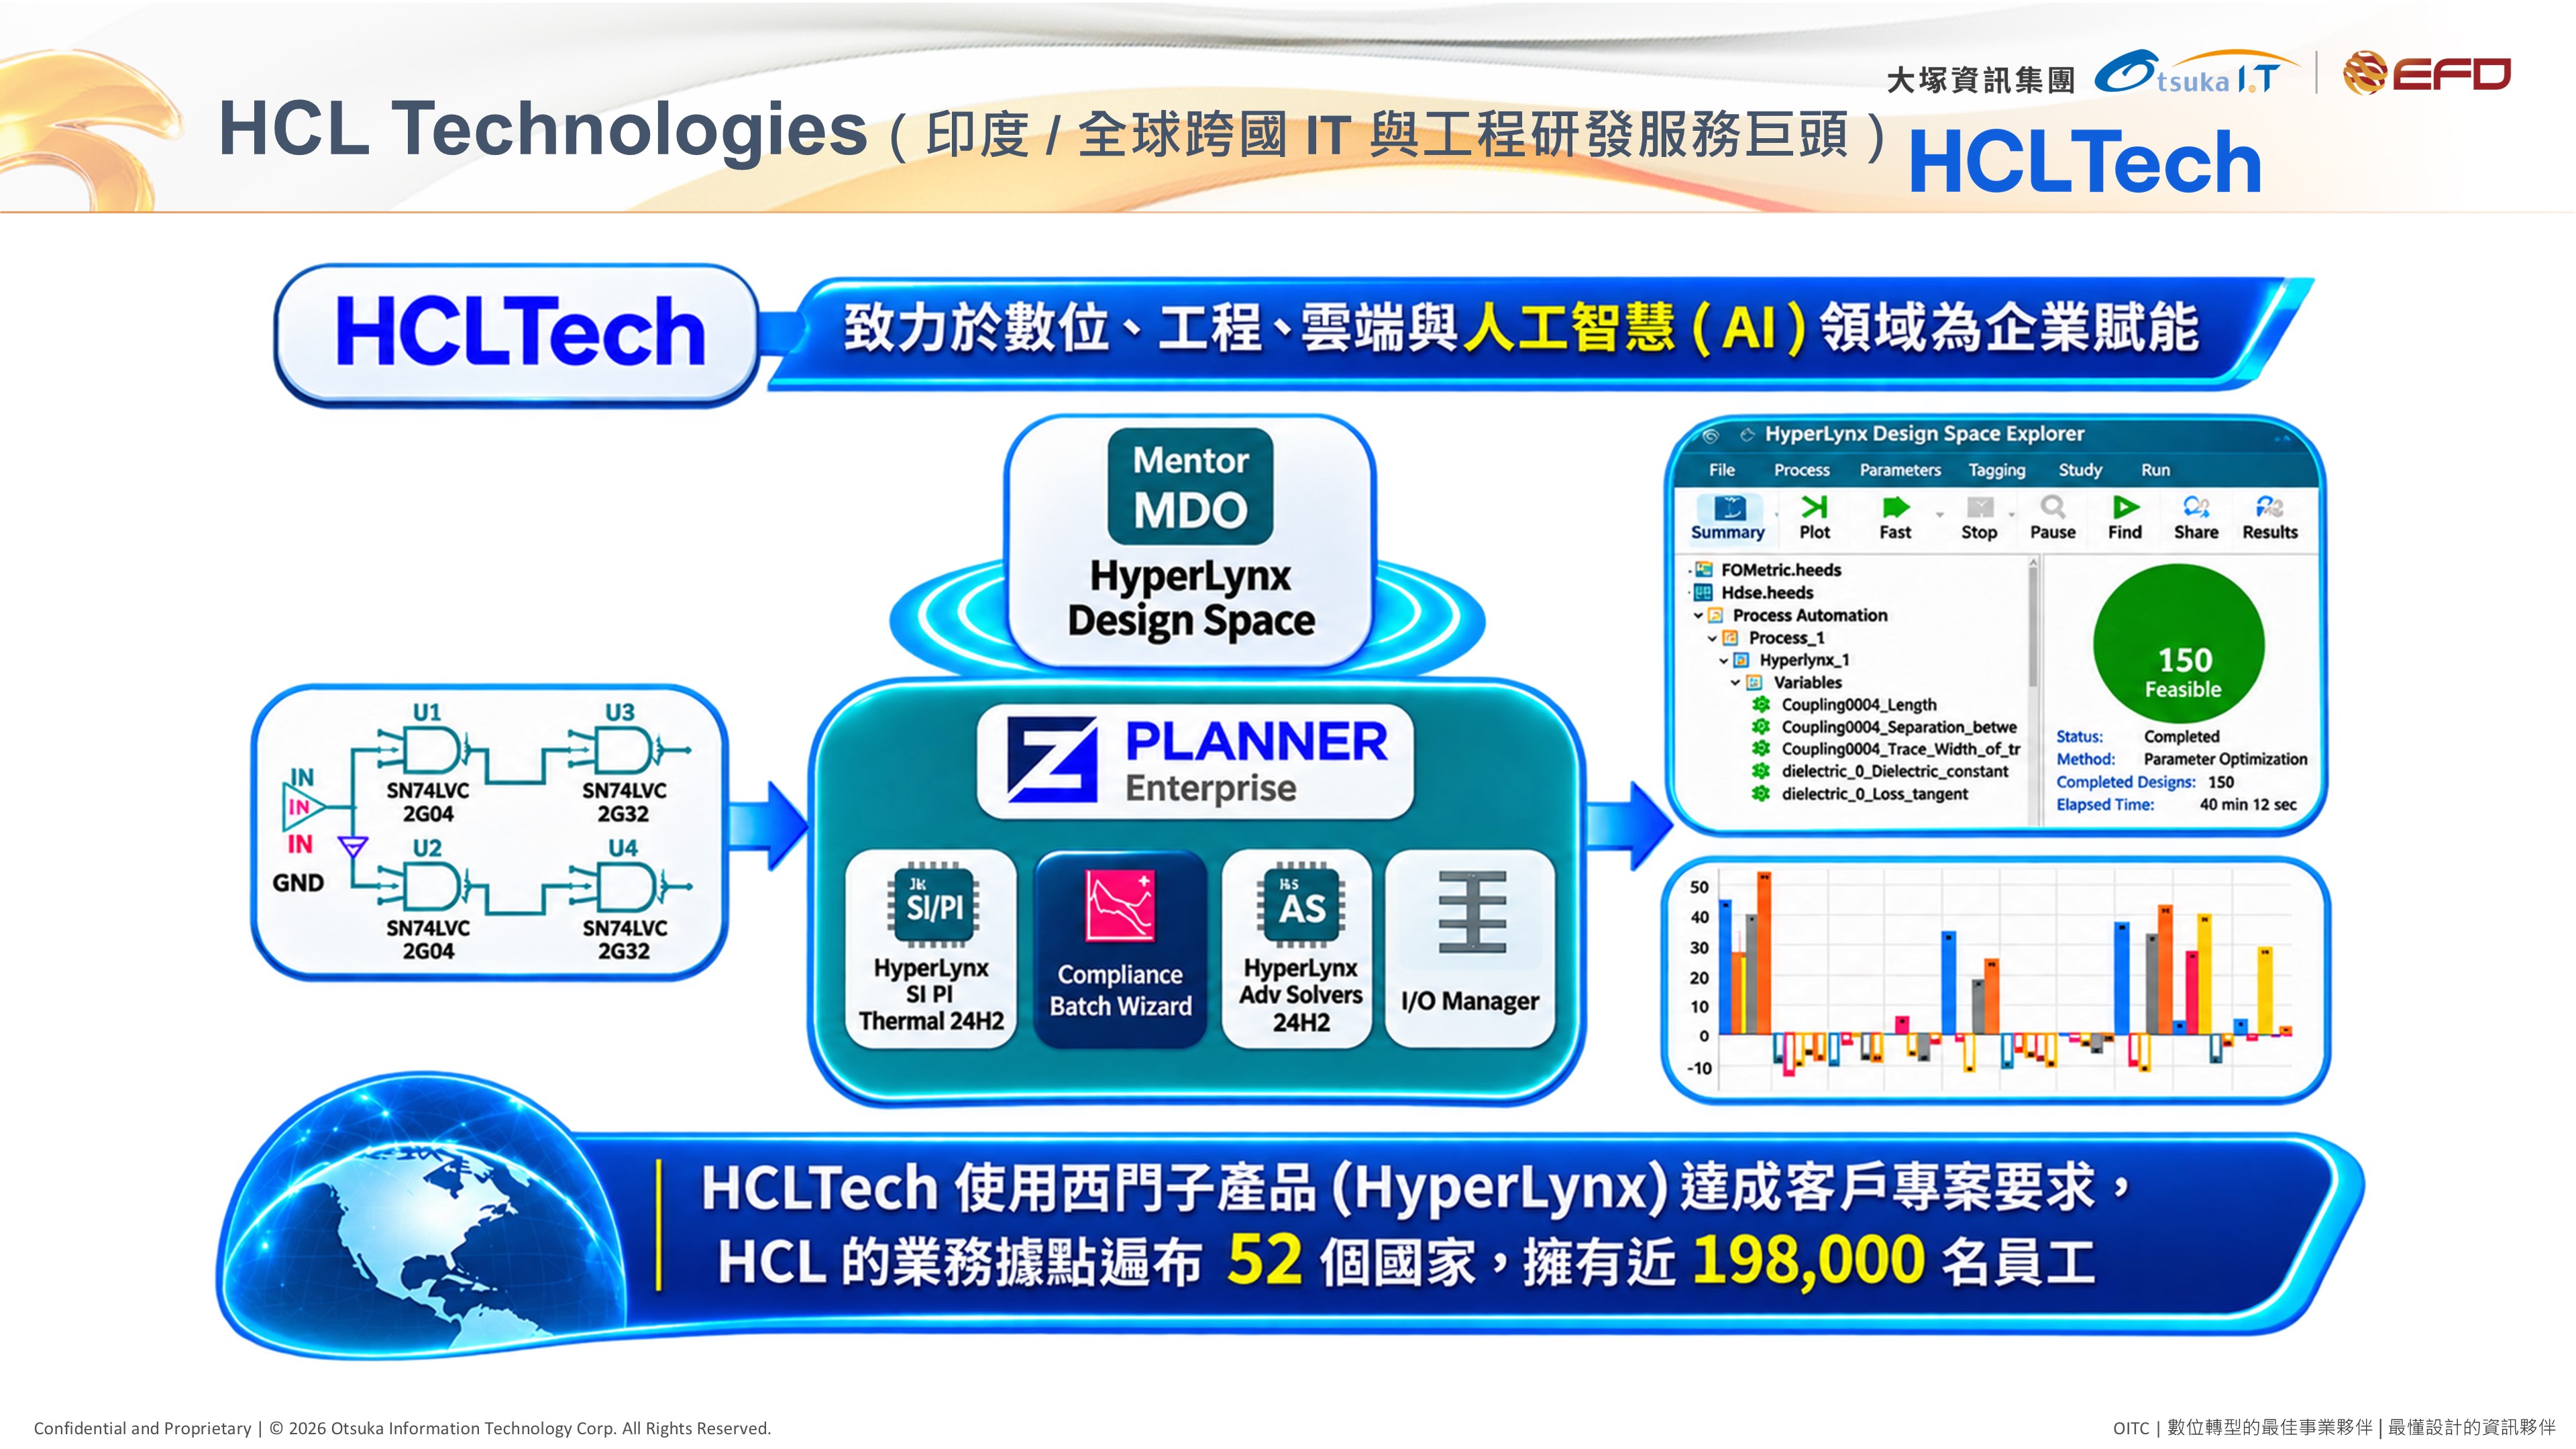 大塚資訊集團 Otsuka I.T EFD
HCL Technologies ( 印度 / 全球跨國 IT 與工程研發服務巨頭 )
HCLTech
HCLTech
致力於數位、工程、雲端與人工智慧 ( AI ) 領域為企業賦能
Mentor
MDO
HyperLynx
Design Space
U1
U3
IN
IN
IN
SN74LVC
2G04
SN74LVC
2G32
U2
U4
GND
SN74LVC
2G04
SN74LVC
2G32
Z PLANNER
Enterprise
SI/PI
HyperLynx
SI PI
Thermal 24H2
Compliance
Batch Wizard
AS
HyperLynx
Adv Solvers
24H2
I/O Manager
HyperLynx Design Space Explorer
File Process Parameters Tagging Study Run
Summary Plot Fast Stop Pause Find Share Results
FOMetric.heeds
Hdse.heeds
Process Automation
Process_1
Hyperlynx_1
Variables
Coupling0004_Length
Coupling0004_Separation_betwe
Coupling0004_Trace_Width_of_tr
dielectric_0_Dielectric_constant
dielectric_0_Loss_tangent
150
Feasible
Status: Completed
Method: Parameter Optimization
Completed Designs: 150
Elapsed Time: 40 min 12 sec
50
40
30
20
10
0
-10
HCLTech 使用西門子產品 (HyperLynx) 達成客戶專案要求，
HCL 的業務據點遍布 52 個國家，擁有近 198,000 名員工
Confidential and Proprietary | © 2026 Otsuka Information Technology Corp. All Rights Reserved.
OITC | 數位轉型的最佳事業夥伴 | 最懂設計的資訊夥伴